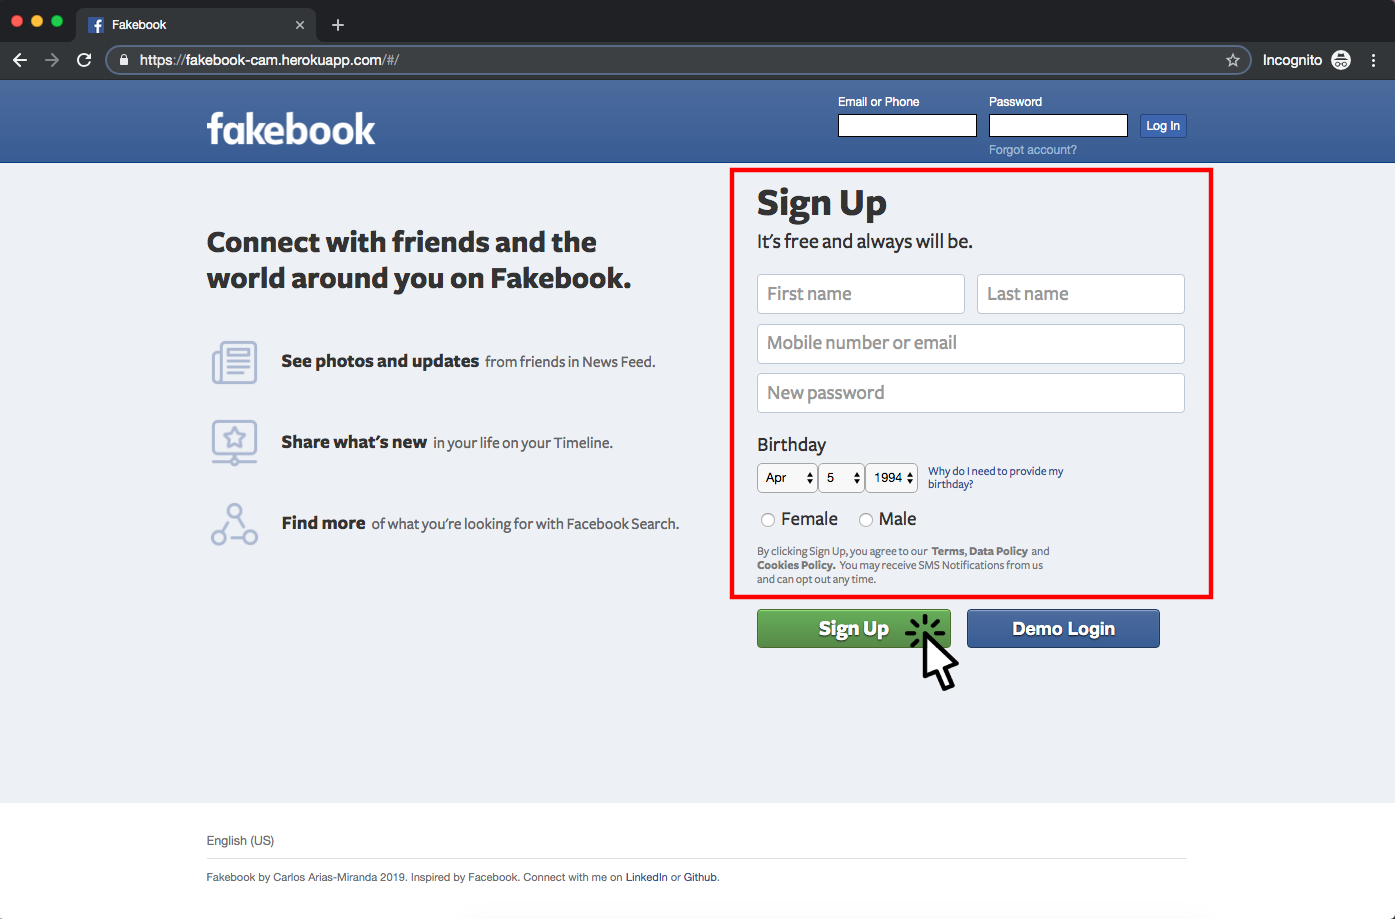 Fakebook
https://fakebook-cam.herokuapp.com/#/
Incognito
fakebook
Email or Phone
Password
Log In
Forgot account?
Connect with friends and the
world around you on Fakebook.
See photos and updates from friends in News Feed.
Share what's new in your life on your Timeline.
Find more of what you're looking for with Facebook Search.
Sign Up
It's free and always will be.
First name
Last name
Mobile number or email
New password
Birthday
Apr 5 1994
Why do I need to provide my
birthday?
Female Male
By clicking Sign Up, you agree to our Terms, Data Policy and
Cookies Policy. You may receive SMS Notifications from us
and can opt out any time.
Sign Up
Demo Login
English (US)
Fakebook by Carlos Arias-Miranda 2019. Inspired by Facebook. Connect with me on LinkedIn or Github.